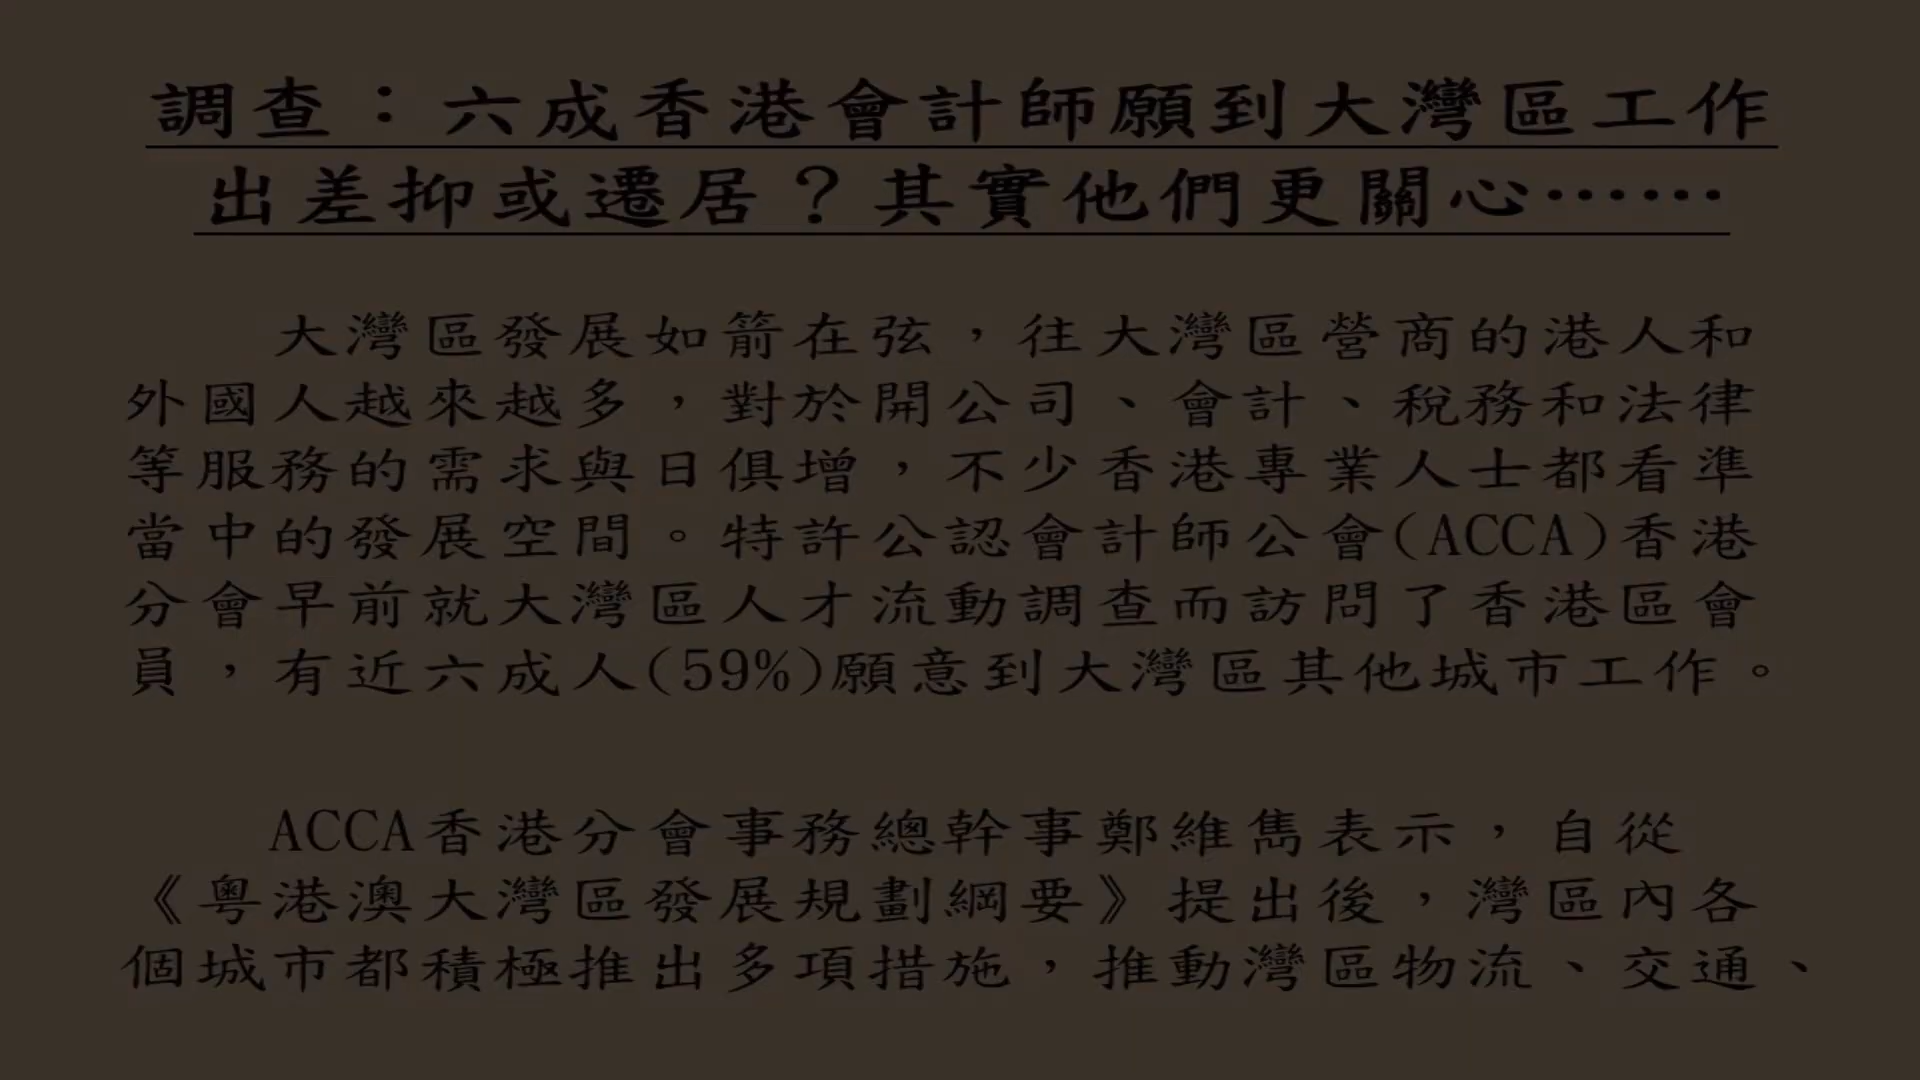 調查：六成香港會計師願到大灣區工作
出差抑或遷居？其實他們更關心……
大灣區發展如箭在弦，往大灣區營商的港人和
外國人越來越多，對於開公司、會計、稅務和法律
等服務的需求與日俱增，不少香港專業人士都看準
當中的發展空間。特許公認會計師公會(ACCA)香港
分會早前就大灣區人才流動調查而訪問了香港區會
員，有近六成人(59%)願意到大灣區其他城市工作。
ACCA香港分會事務總幹事鄭維雋表示，自從
《粵港澳大灣區發展規劃綱要》提出後，灣區內各
個城市都積極推出多項措施，推動灣區物流、交通、